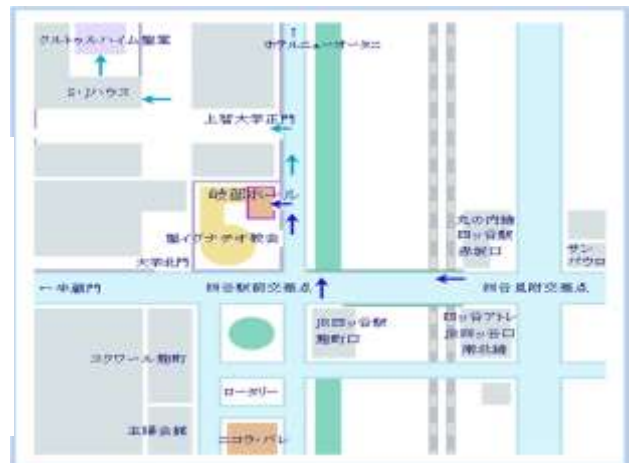 クルトゥルハイム聖堂
ホテルニューオータニ
S・Jハウス
上智大学正門
岐部ホール
丸の内線
四ッ谷駅
赤坂口
聖イグナチオ教会
サン
パウロ
大学北門
四谷駅前交差点
四谷見附交差点
JR四ッ谷駅
麹町口
四ッ谷アトレ
JR四ッ谷口
南北線
スクワール麹町
ロータリー
主婦会館
ニコラ・バレ